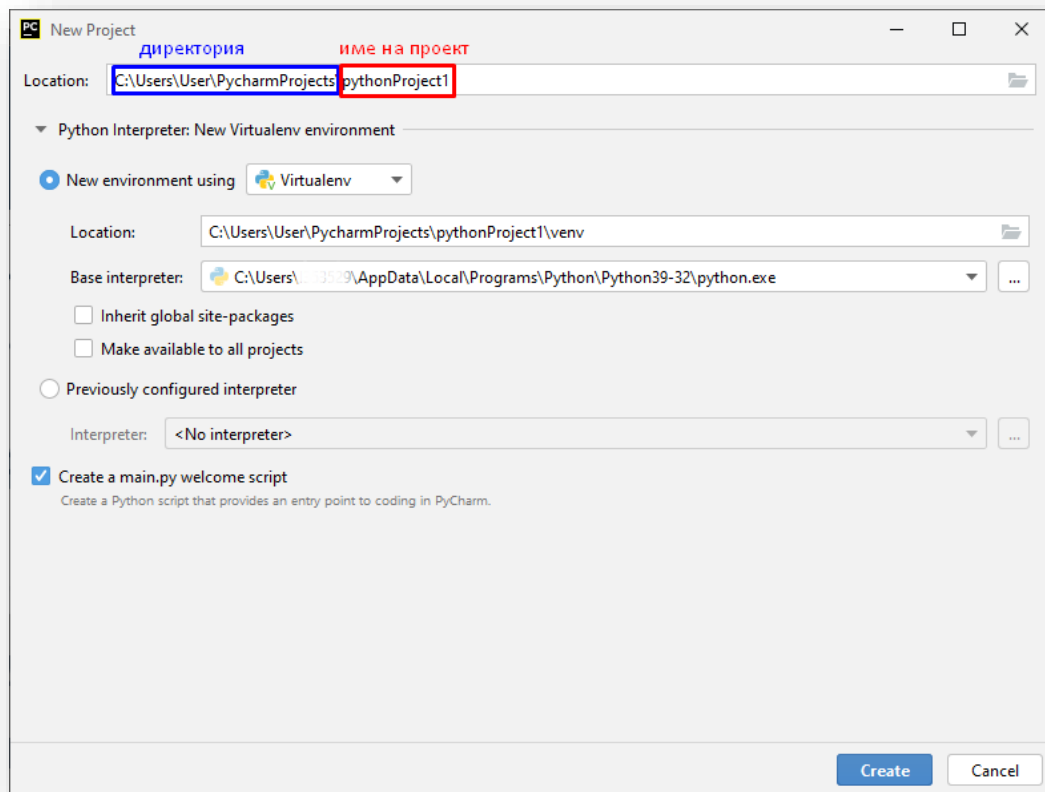 PC New Project
директория име на проект
Location: C:\Users\User\PycharmProjects\pythonProject1
Python Interpreter: New Virtualenv environment
New environment using Virtualenv
Location: C:\Users\User\PycharmProjects\pythonProject1\venv
Base interpreter: C:\Users\ \AppData\Local\Programs\Python\Python39-32\python.exe ...
Inherit global site-packages
Make available to all projects
Previously configured interpreter
Interpreter: <No interpreter> ...
Create a main.py welcome script
Create a Python script that provides an entry point to coding in PyCharm.
Create Cancel